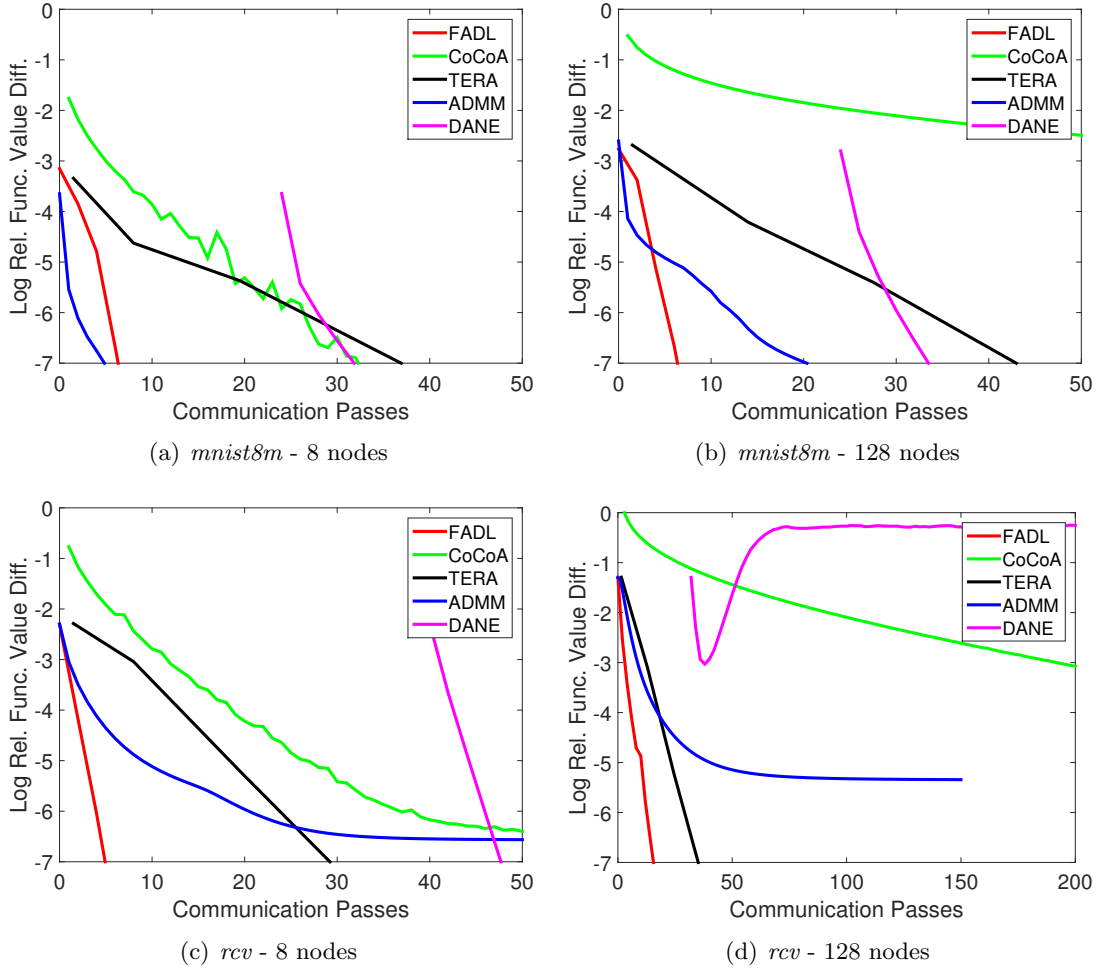 0
-1
-2
-3
-4
-5
-6
-7
Log Rel. Func. Value Diff.
FADL
CoCoA
TERA
ADMM
DANE
0 10 20 30 40 50
Communication Passes
(a) mnist8m - 8 nodes
0
-1
-2
-3
-4
-5
-6
-7
Log Rel. Func. Value Diff.
FADL
CoCoA
TERA
ADMM
DANE
0 10 20 30 40 50
Communication Passes
(b) mnist8m - 128 nodes
0
-1
-2
-3
-4
-5
-6
-7
Log Rel. Func. Value Diff.
FADL
CoCoA
TERA
ADMM
DANE
0 10 20 30 40 50
Communication Passes
(c) rcv - 8 nodes
0
-1
-2
-3
-4
-5
-6
-7
Log Rel. Func. Value Diff.
FADL
CoCoA
TERA
ADMM
DANE
0 50 100 150 200
Communication Passes
(d) rcv - 128 nodes